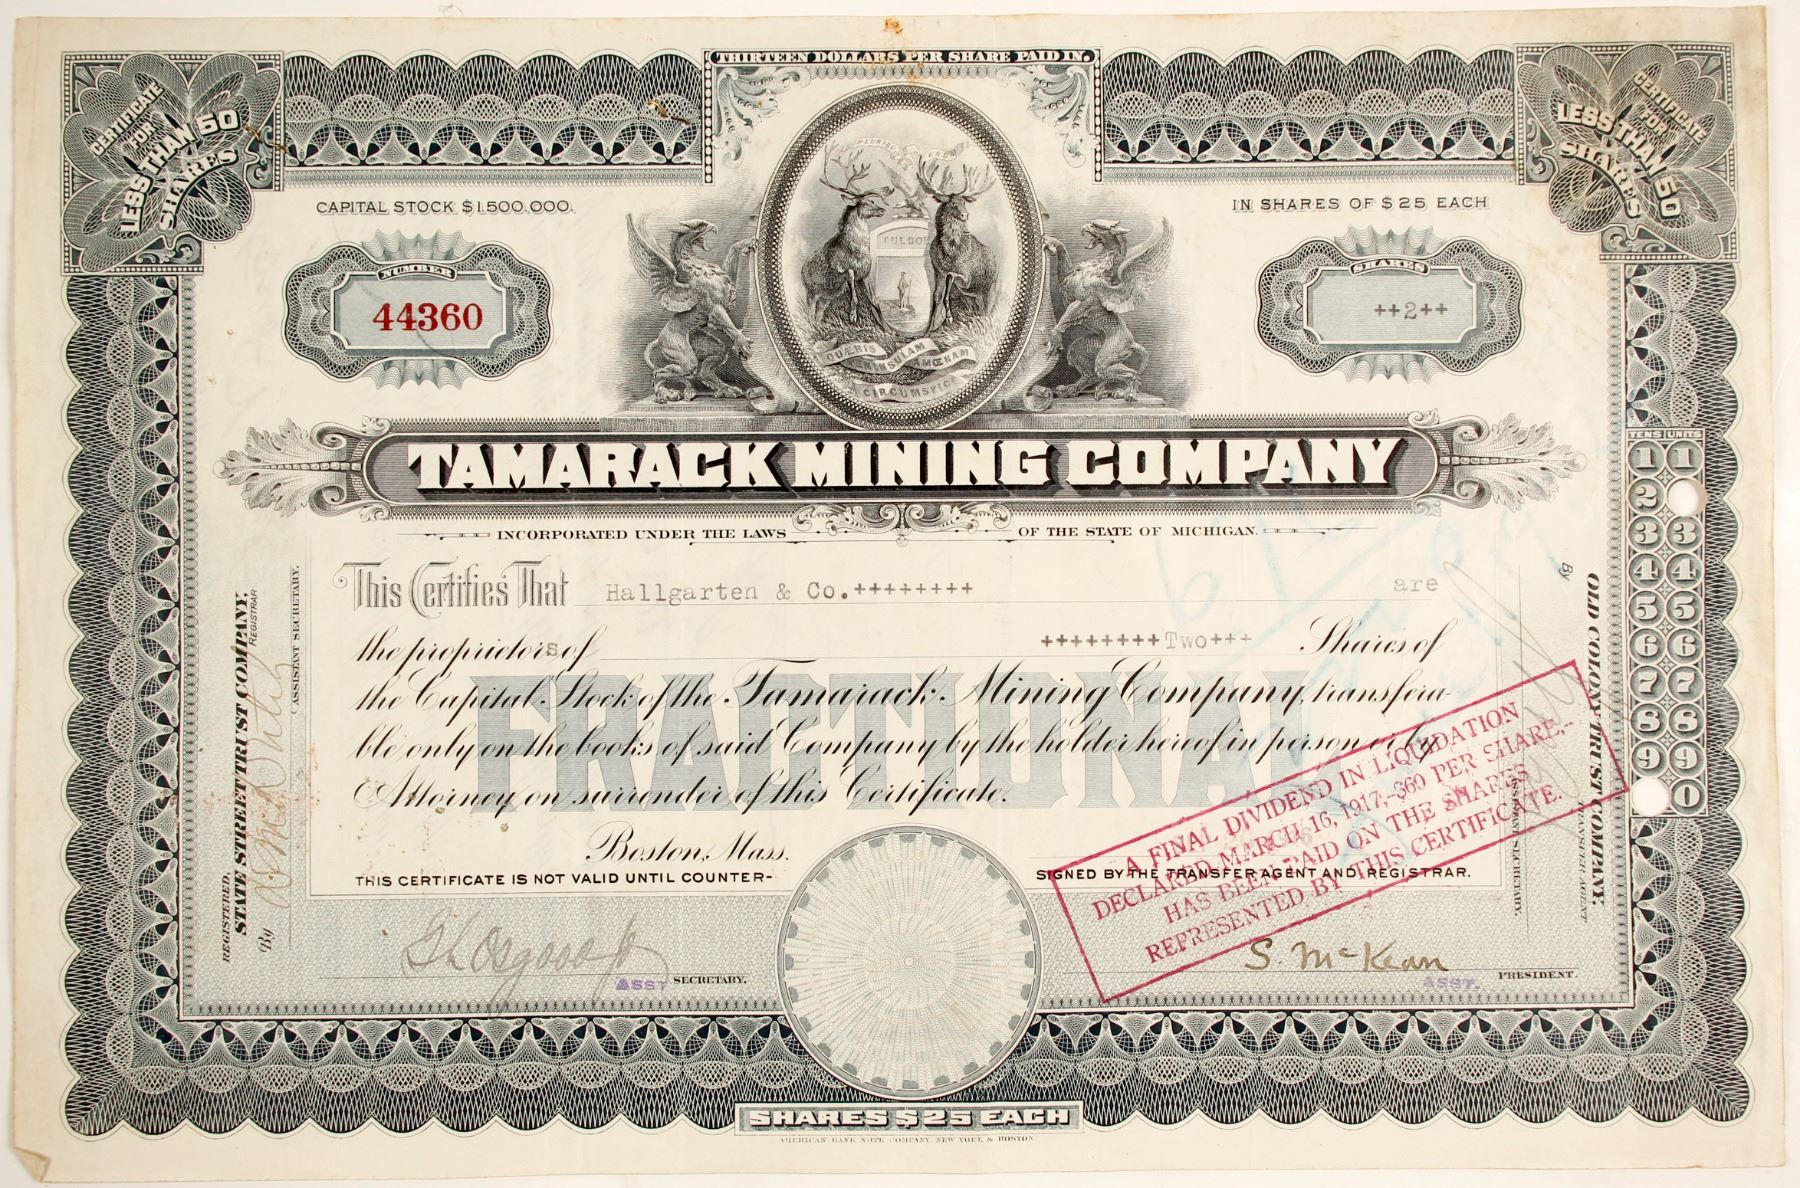 THIRTEEN DOLLARS PER SHARE PAID IN.
CERTIFICATE
FOR
LESS THAN 50
SHARES
CERTIFICATE
FOR
LESS THAN 50
SHARES
CAPITAL STOCK $1,500,000.
IN SHARES OF $25 EACH
NUMBER
44360
SHARES
++2++
TUEBOR
QUÆRIS PENINSULAM AMŒNAM
CIRCUMSPICE
TAMARACK MINING COMPANY
INCORPORATED UNDER THE LAWS OF THE STATE OF MICHIGAN.
This Certifies That Hallgarten & Co.++++++++ are
the proprietors of ++++++++Two+++ Shares of
the Capital Stock of the Tamarack Mining Company, transfera-
ble only on the books of said Company by the holder hereof in person or by
Attorney on surrender of this Certificate.
FRACTIONAL
Boston, Mass.
THIS CERTIFICATE IS NOT VALID UNTIL COUNTER-SIGNED BY THE TRANSFER AGENT AND REGISTRAR.
A FINAL DIVIDEND IN LIQUIDATION
DECLARED MARCH 16, 1917,-$60 PER SHARE,-
HAS BEEN PAID ON THE SHARES
REPRESENTED BY THIS CERTIFICATE.
Osgood Jr
ASST SECRETARY.
S. McKean
ASST. PRESIDENT.
REGISTERED.
STATE STREET TRUST COMPANY,
REGISTRAR
By
ASSISTANT SECRETARY.
OLD COLONY TRUST COMPANY,
TRANSFER AGENT
By
ASSISTANT SECRETARY.
TENS UNITS
1 1
2
3 3
4 4
5 5
6 6
7 7
8 8
9 9
0
SHARES $25 EACH
AMERICAN BANK NOTE COMPANY, NEW YORK & BOSTON